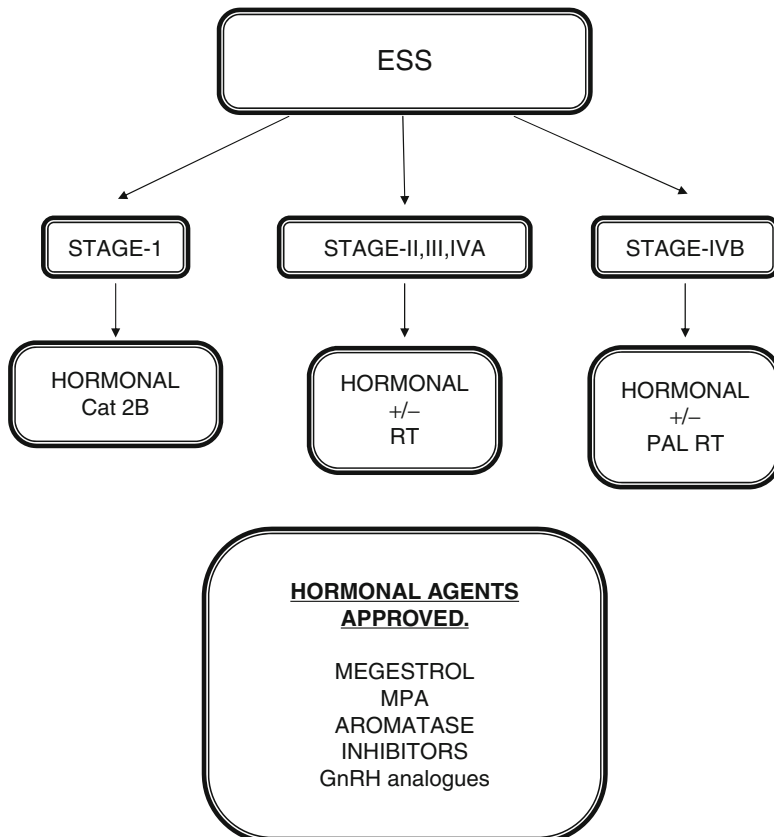 ESS
STAGE-1
STAGE-II,III,IVA
STAGE-IVB
HORMONAL
Cat 2B
HORMONAL
+/−
RT
HORMONAL
+/−
PAL RT
HORMONAL AGENTS
APPROVED.
MEGESTROL
MPA
AROMATASE
INHIBITORS
GnRH analogues